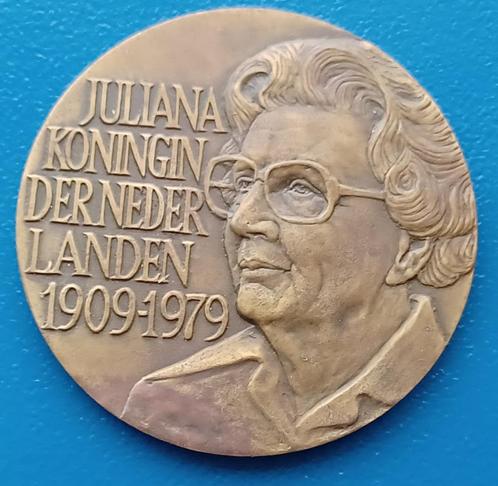 JULIANA
KONINGIN
DER NEDER
LANDEN
1909-1979